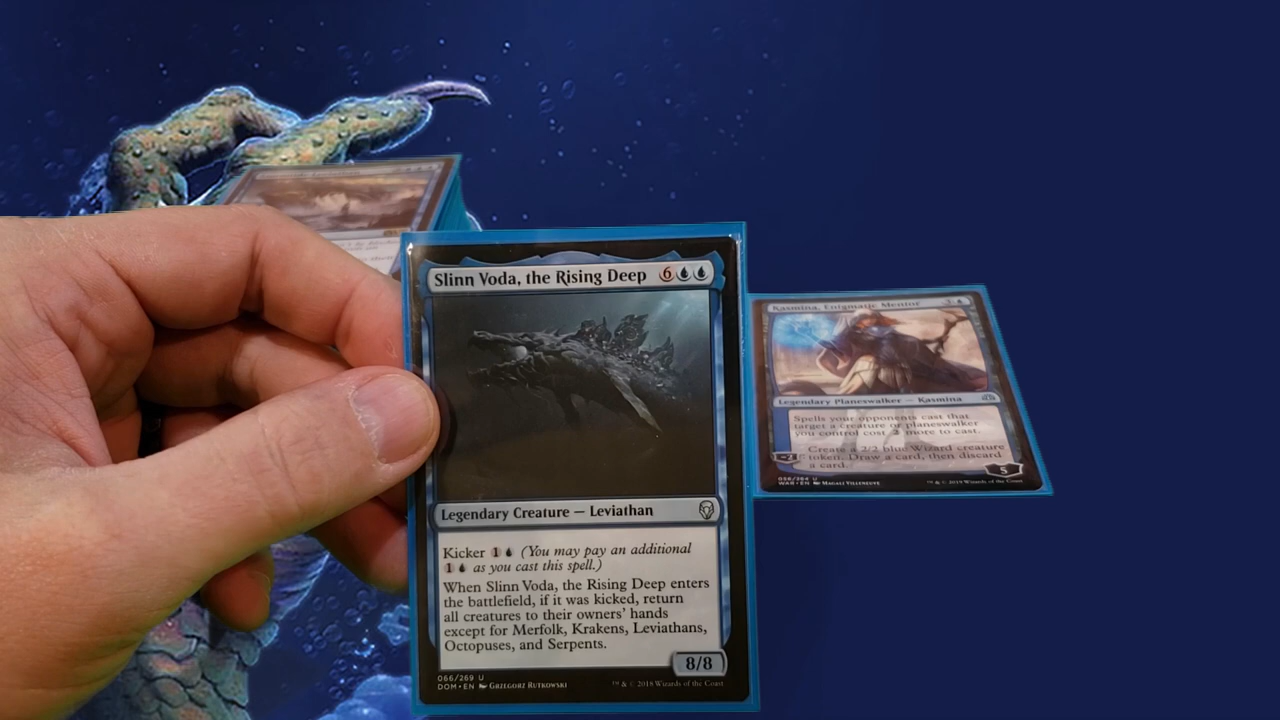 Slinn Voda, the Rising Deep 6
Legendary Creature — Leviathan
Kicker 1 (You may pay an additional
1 as you cast this spell.)
When Slinn Voda, the Rising Deep enters
the battlefield, if it was kicked, return
all creatures to their owners' hands
except for Merfolk, Krakens, Leviathans,
Octopuses, and Serpents.
8/8
066/269 U
DOM • EN Grzegorz Rutkowski
™ & © 2018 Wizards of the Coast
Kasmina, Enigmatic Mentor 3
Legendary Planeswalker — Kasmina
Spells your opponents cast that
target a creature or planeswalker
you control cost 2 more to cast.
-2
Create a 2/2 blue Wizard creature
token. Draw a card, then discard
a card.
5
056/264 U
WAR • EN Magali Villeneuve
™ & © 2019 Wizards of the Coast